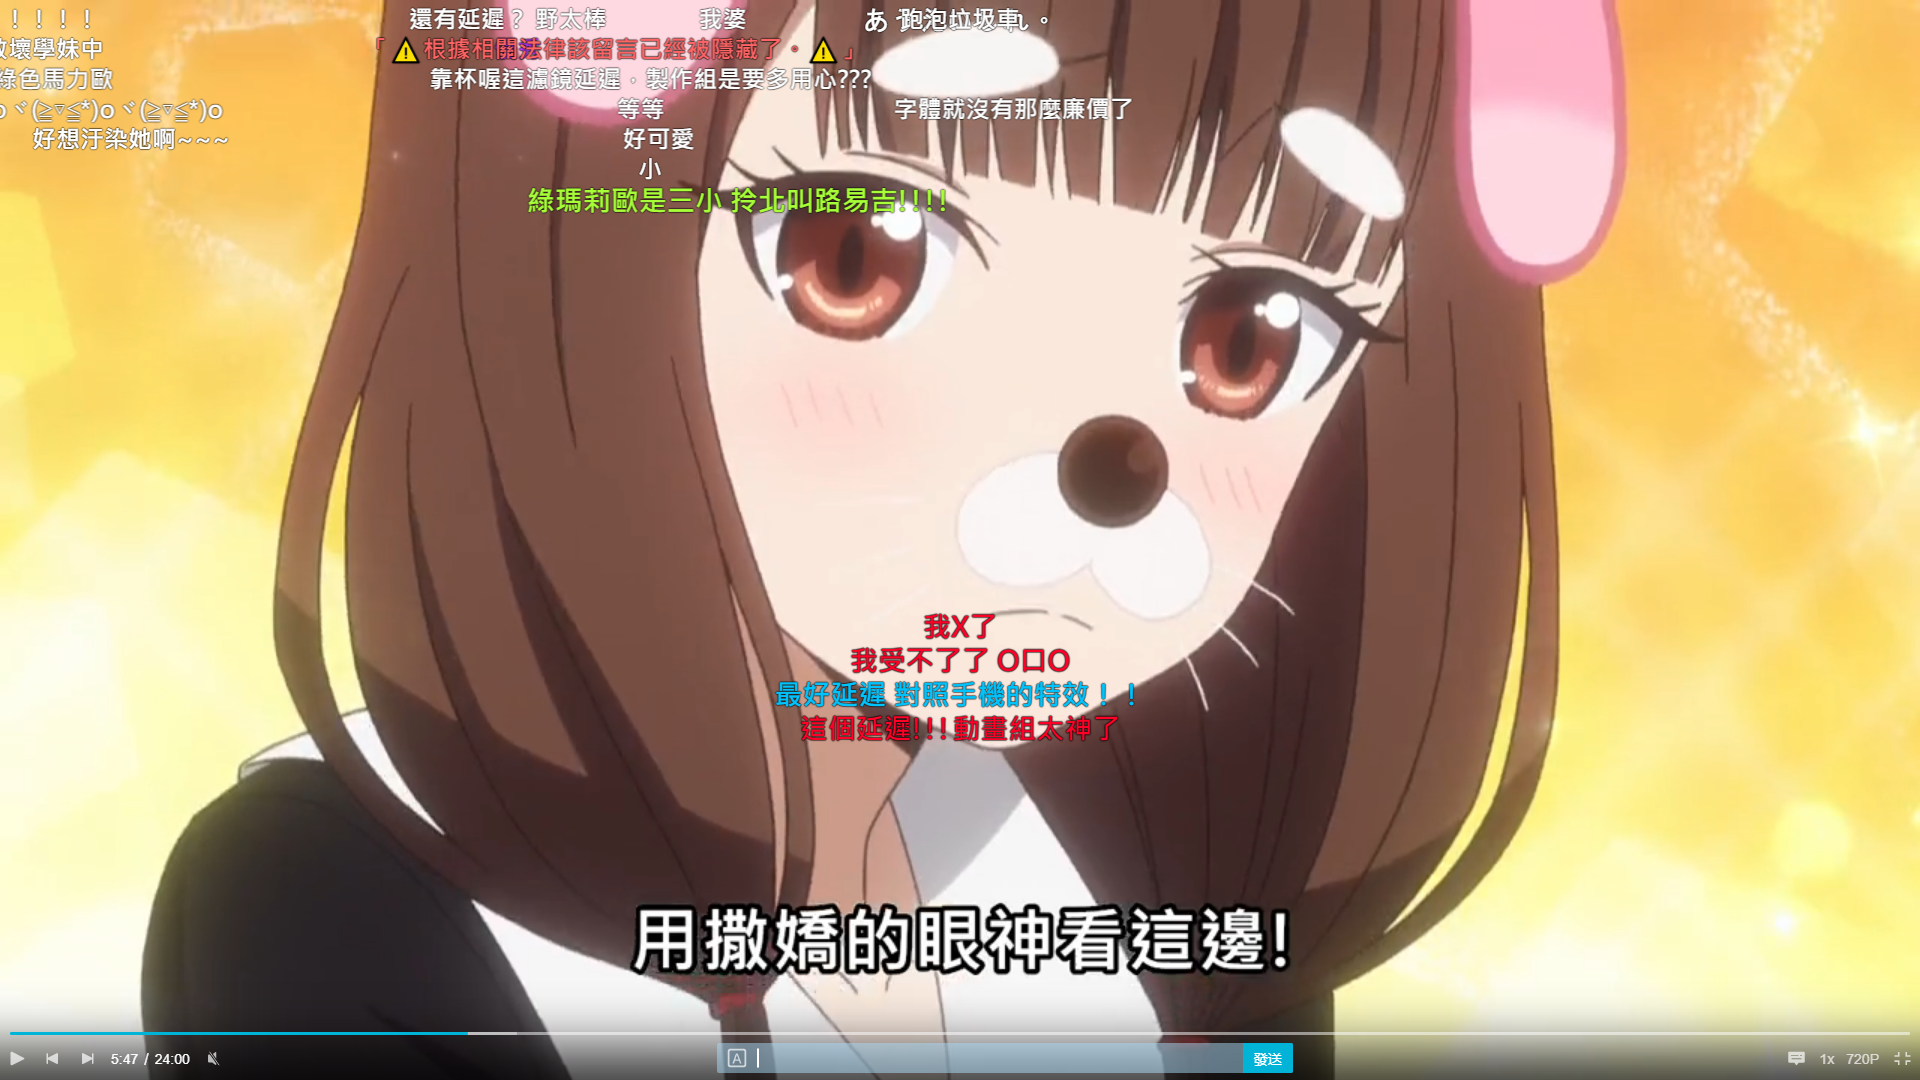 ！！！！
還有延遲？ 野太棒
我婆
跑泡垃圾車 。
壞學妹中
「⚠根據相關法律該留言已經被隱藏了。⚠」
綠色馬力歐
靠杯喔這濾鏡延遲，製作組是要多用心???
oヾ(≧▽≦*)oヾ(≧▽≦*)o
等等
字體就沒有那麼廉價了
好想汙染她啊~~~
好可愛
小
綠瑪莉歐是三小 拎北叫路易吉!!!!
我X了
我受不了了 O口O
最好延遲 對照手機的特效！！
這個延遲!!! 動畫組太神了
用撒嬌的眼神看這邊!
5:47 / 24:00
A
發送
1x
720P